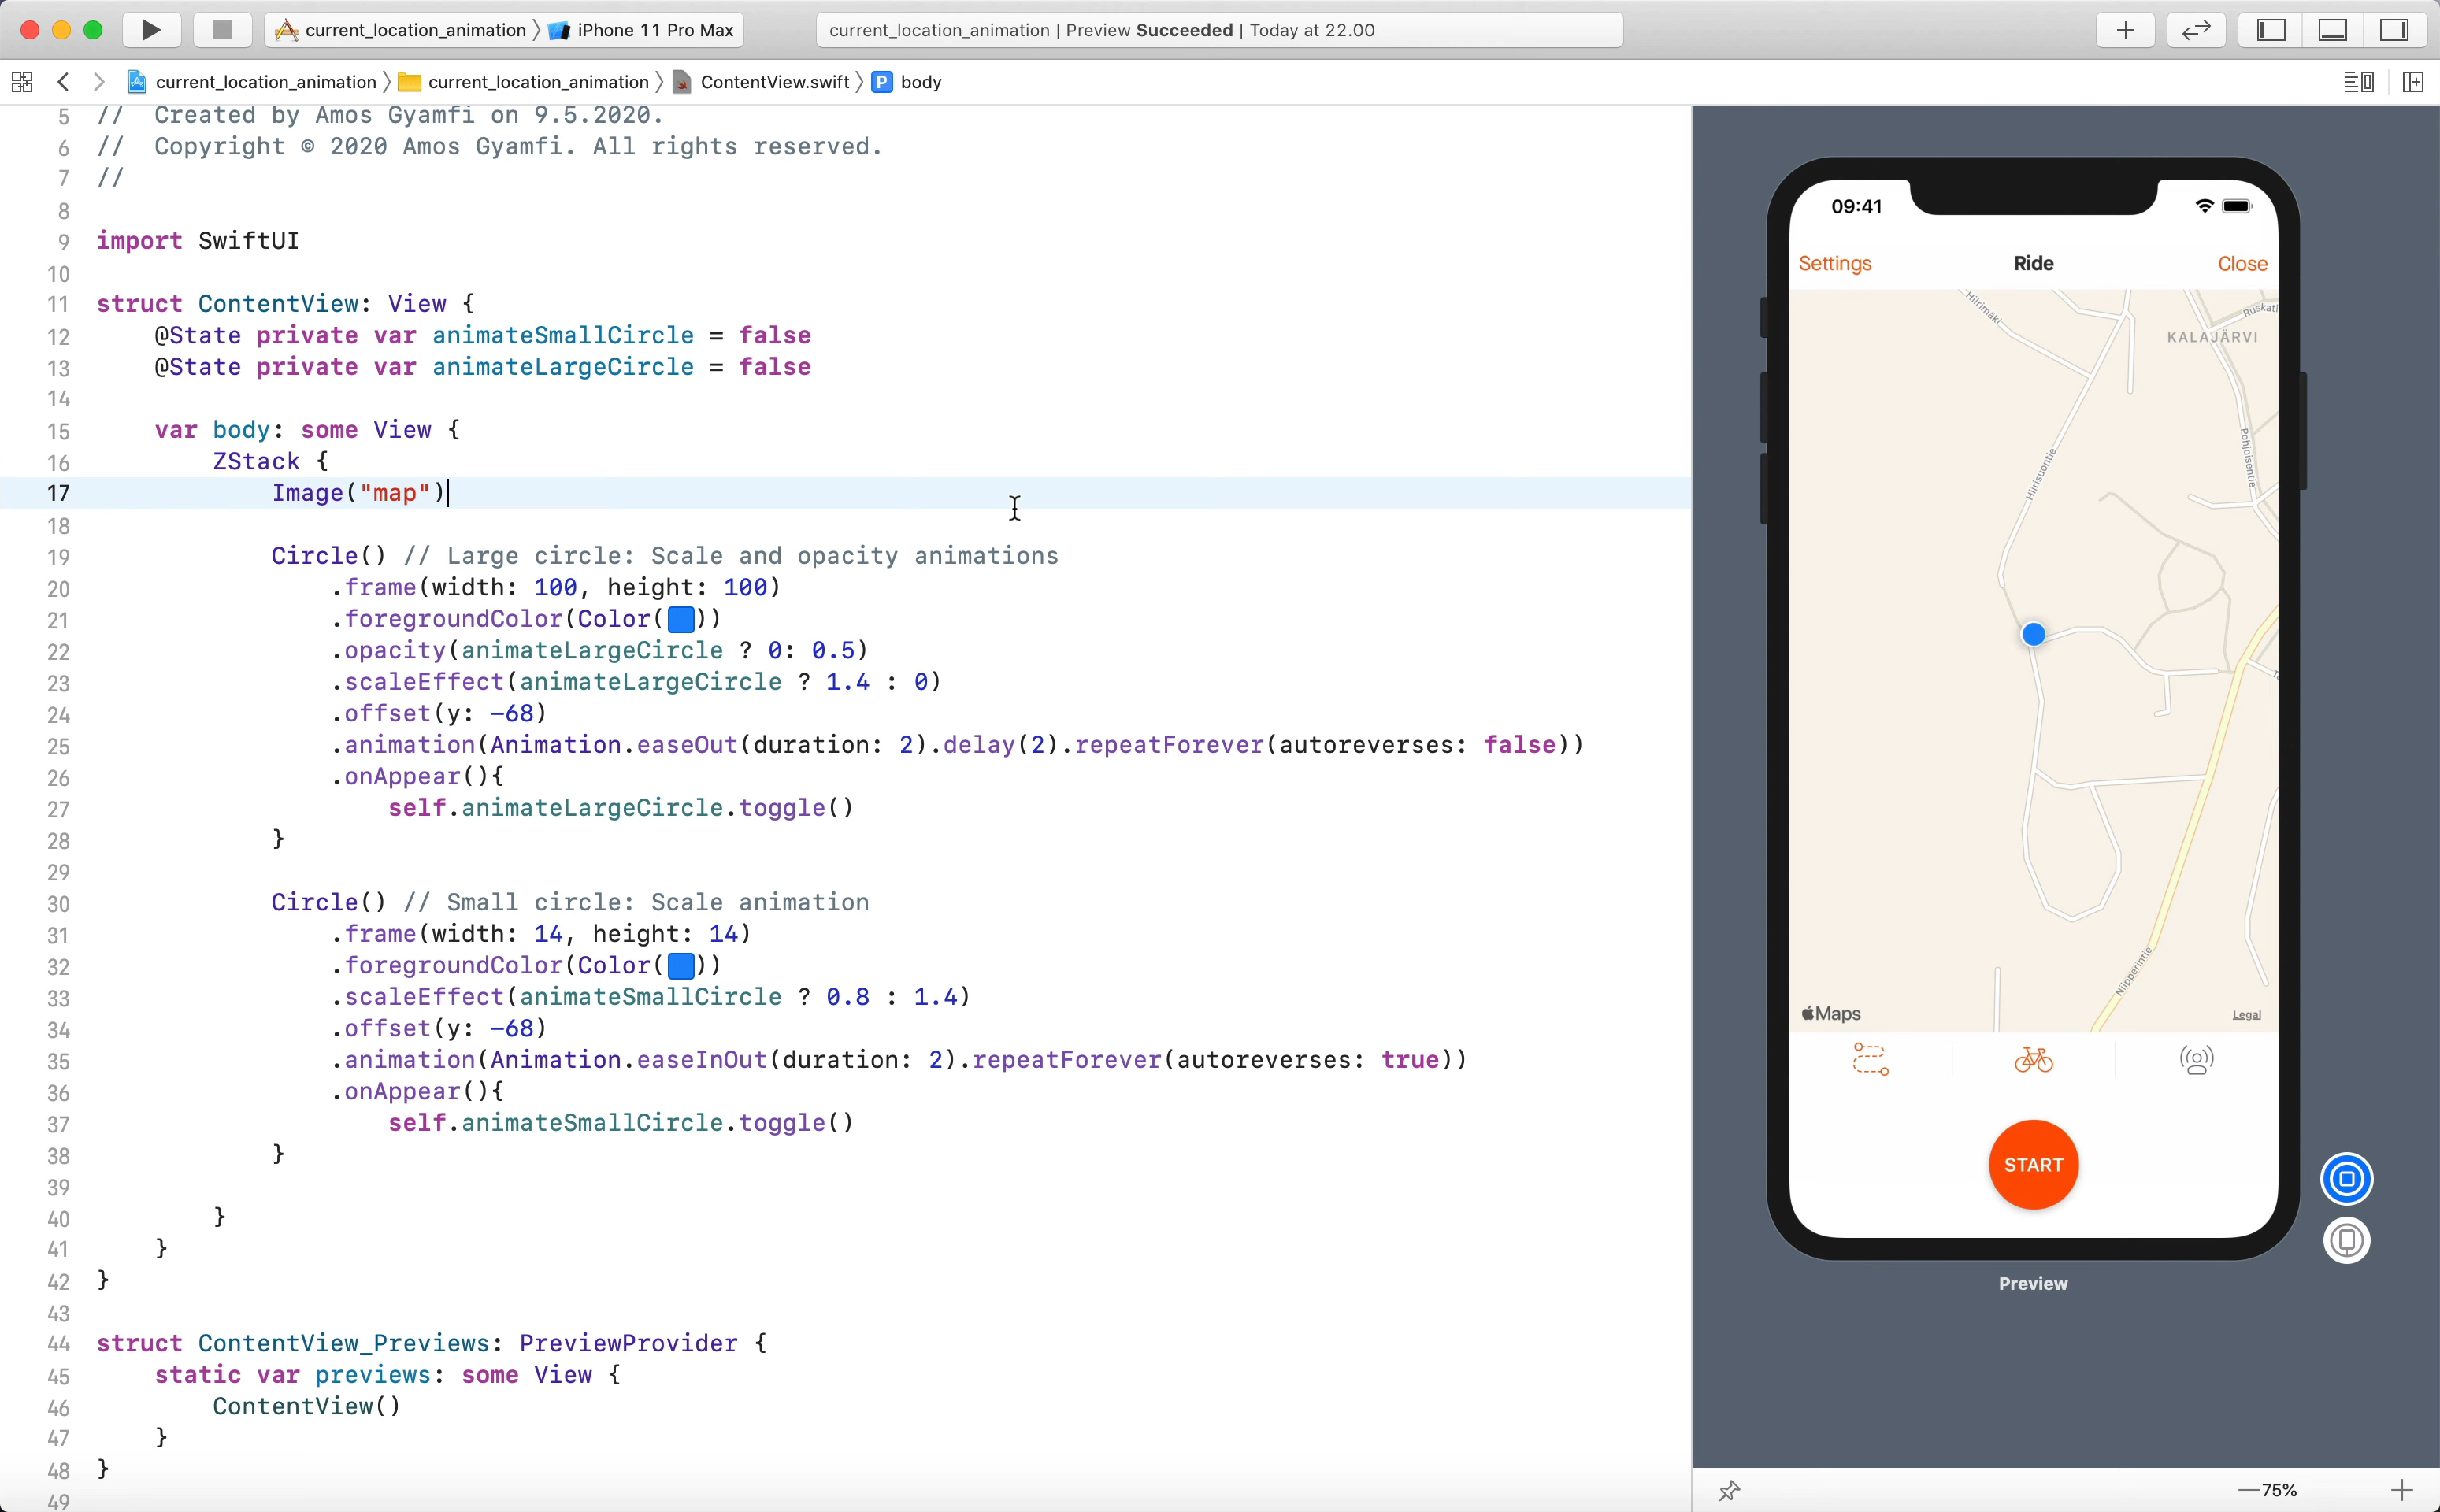 current_location_animation
iPhone 11 Pro Max
current_location_animation | Preview Succeeded | Today at 22.00
current_location_animation
current_location_animation
ContentView.swift
P
body
5 //  Created by Amos Gyamfi on 9.5.2020.
6 //  Copyright © 2020 Amos Gyamfi. All rights reserved.
7 //
8
9 import SwiftUI
10
11 struct ContentView: View {
12     @State private var animateSmallCircle = false
13     @State private var animateLargeCircle = false
14
15     var body: some View {
16         ZStack {
17             Image("map")
18
19             Circle() // Large circle: Scale and opacity animations
20                 .frame(width: 100, height: 100)
21                 .foregroundColor(Color())
22                 .opacity(animateLargeCircle ? 0: 0.5)
23                 .scaleEffect(animateLargeCircle ? 1.4 : 0)
24                 .offset(y: -68)
25                 .animation(Animation.easeOut(duration: 2).delay(2).repeatForever(autoreverses: false))
26                 .onAppear(){
27                     self.animateLargeCircle.toggle()
28             }
29
30             Circle() // Small circle: Scale animation
31                 .frame(width: 14, height: 14)
32                 .foregroundColor(Color())
33                 .scaleEffect(animateSmallCircle ? 0.8 : 1.4)
34                 .offset(y: -68)
35                 .animation(Animation.easeInOut(duration: 2).repeatForever(autoreverses: true))
36                 .onAppear(){
37                     self.animateSmallCircle.toggle()
38             }
39
40         }
41     }
42 }
43
44 struct ContentView_Previews: PreviewProvider {
45     static var previews: some View {
46         ContentView()
47     }
48 }
49
09:41
Settings
Ride
Close
Hiirimäki
Ruskati
KALAJÄRVI
Pohjoisentie
Hiirisuontie
Niipperintie
Maps
Legal
START
Preview
75%